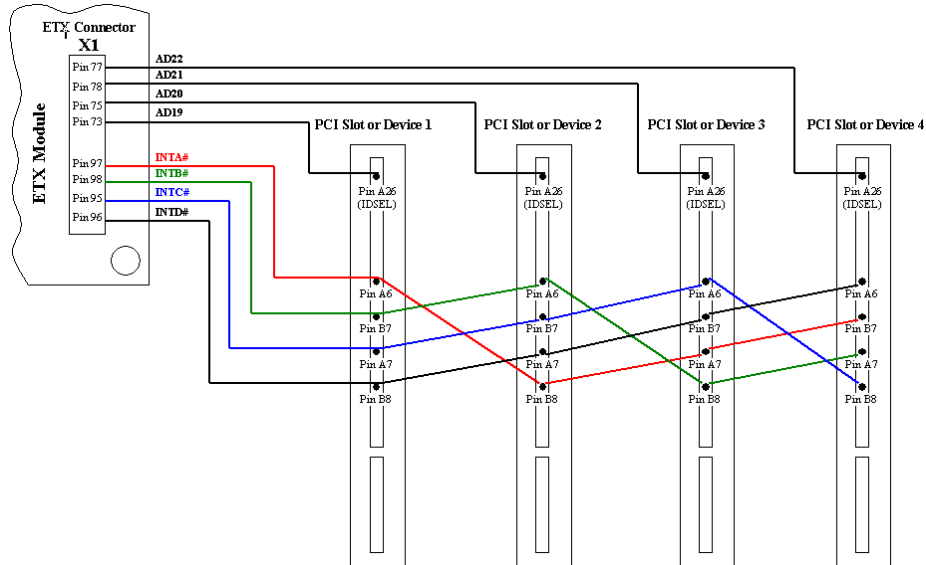 ETX Connector
X1
ETX Module
Pin 77
Pin 78
Pin 75
Pin 73
Pin 97
Pin 98
Pin 95
Pin 96
AD22
AD21
AD20
AD19
INTA#
INTB#
INTC#
INTD#
PCI Slot or Device 1
PCI Slot or Device 2
PCI Slot or Device 3
PCI Slot or Device 4
Pin A26
(IDSEL)
Pin A6
Pin B7
Pin A7
Pin B8
Pin A26
(IDSEL)
Pin A6
Pin B7
Pin A7
Pin B8
Pin A26
(IDSEL)
Pin A6
Pin B7
Pin A7
Pin B8
Pin A26
(IDSEL)
Pin A6
Pin B7
Pin A7
Pin B8